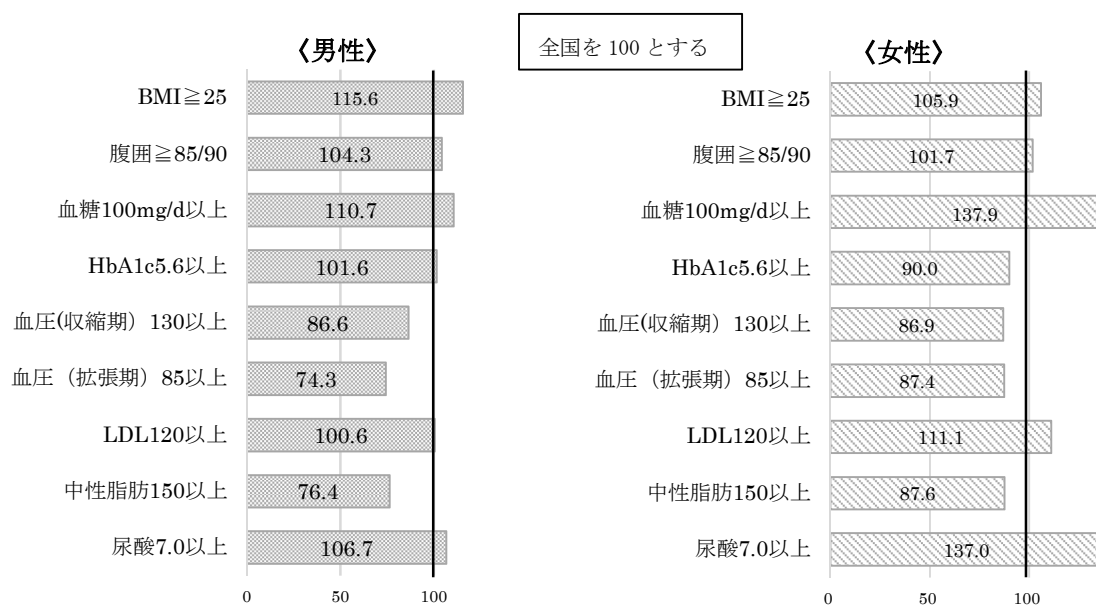 全国を 100 とする
〈男性〉
BMI≧25
115.6
腹囲≧85/90
104.3
血糖100mg/d以上
110.7
HbA1c5.6以上
101.6
血圧(収縮期）130以上
86.6
血圧（拡張期）85以上
74.3
LDL120以上
100.6
中性脂肪150以上
76.4
尿酸7.0以上
106.7
0 50 100
〈女性〉
BMI≧25
105.9
腹囲≧85/90
101.7
血糖100mg/d以上
137.9
HbA1c5.6以上
90.0
血圧(収縮期）130以上
86.9
血圧（拡張期）85以上
87.4
LDL120以上
111.1
中性脂肪150以上
87.6
尿酸7.0以上
137.0
0 50 100